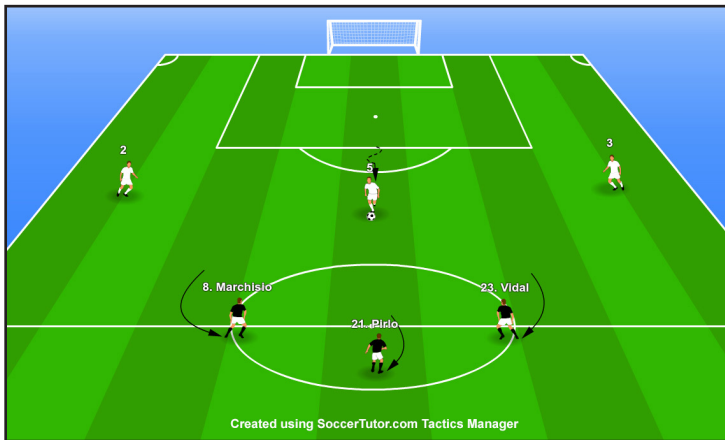 2
3
5
8. Marchisio
23. Vidal
21. Pirlo
Created using SoccerTutor.com Tactics Manager